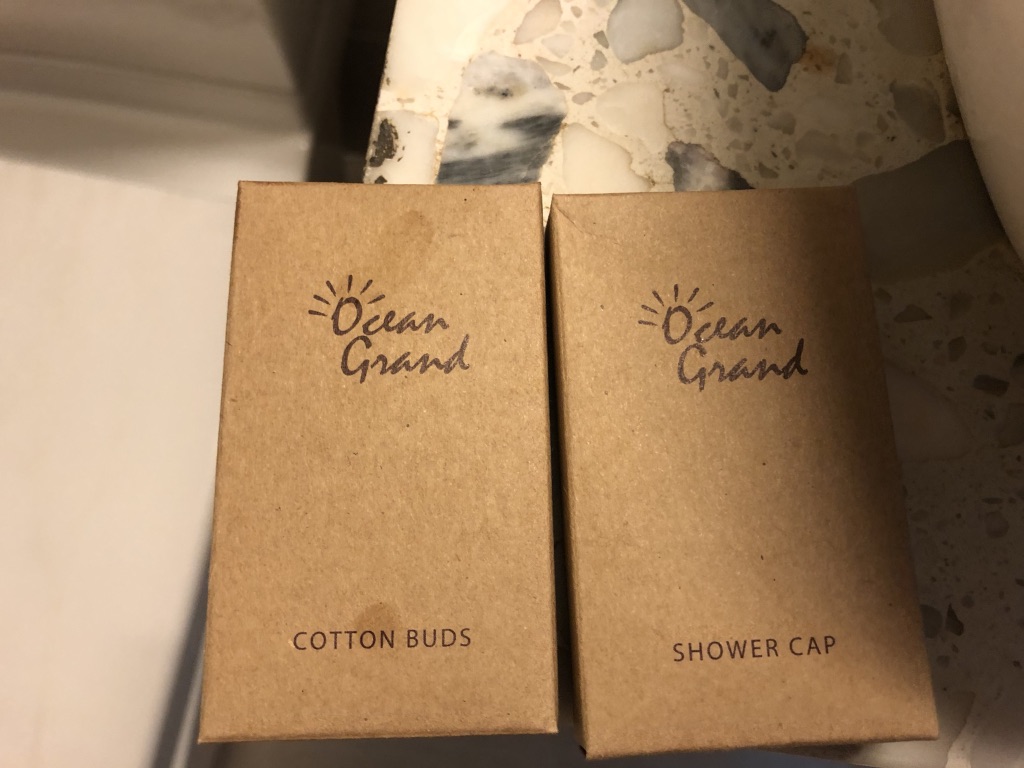 Ocean
Grand
COTTON BUDS
Ocean
Grand
SHOWER CAP